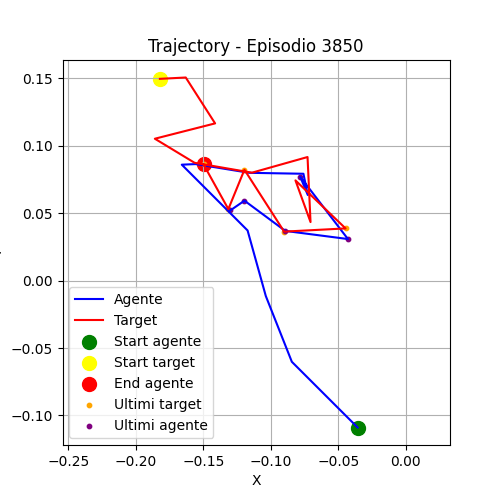 Trajectory - Episodio 3850
0.15
0.10
0.05
0.00
−0.05
−0.10
Agente
Target
Start agente
Start target
End agente
Ultimi target
Ultimi agente
−0.25
−0.20
−0.15
−0.10
−0.05
0.00
X